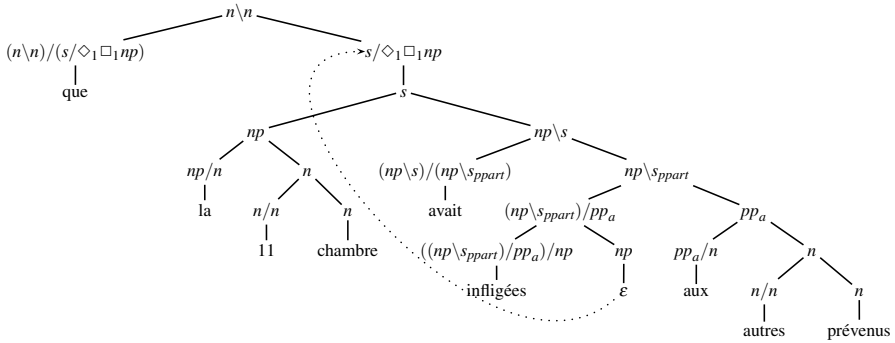 n\n
(n\n)/(s/◇₁□₁np) s/◇₁□₁np
que s
np np\s
np/n n (np\s)/(np\s_ppart) np\s_ppart
la n/n n avait (np\s_ppart)/pp_a pp_a
11 chambre ((np\s_ppart)/pp_a)/np np pp_a/n n
infligées ε aux n/n n
autres prévenus